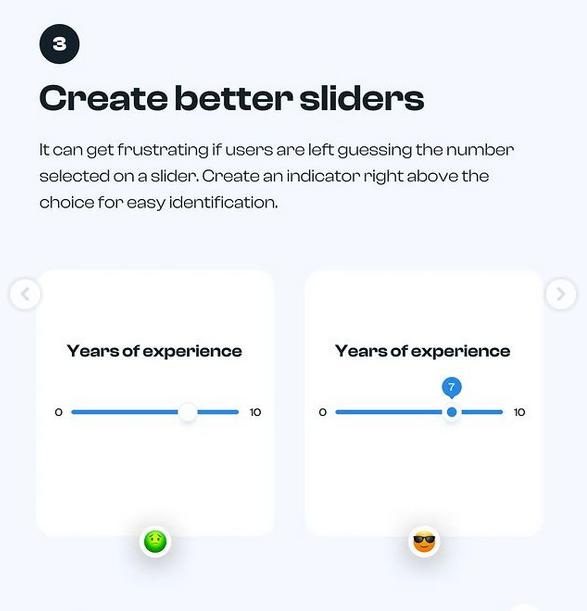 3
Create better sliders
It can get frustrating if users are left guessing the number
selected on a slider. Create an indicator right above the
choice for easy identification.
Years of experience
0 10
Years of experience
7
0 10